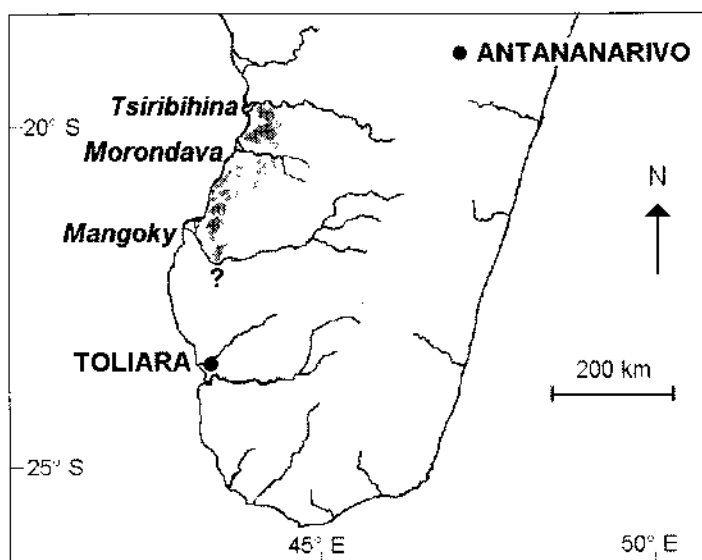 ANTANANARIVO
Tsiribihina
20° S
Morondava
N
Mangoky
?
TOLIARA
200 km
25° S
45° E
50° E